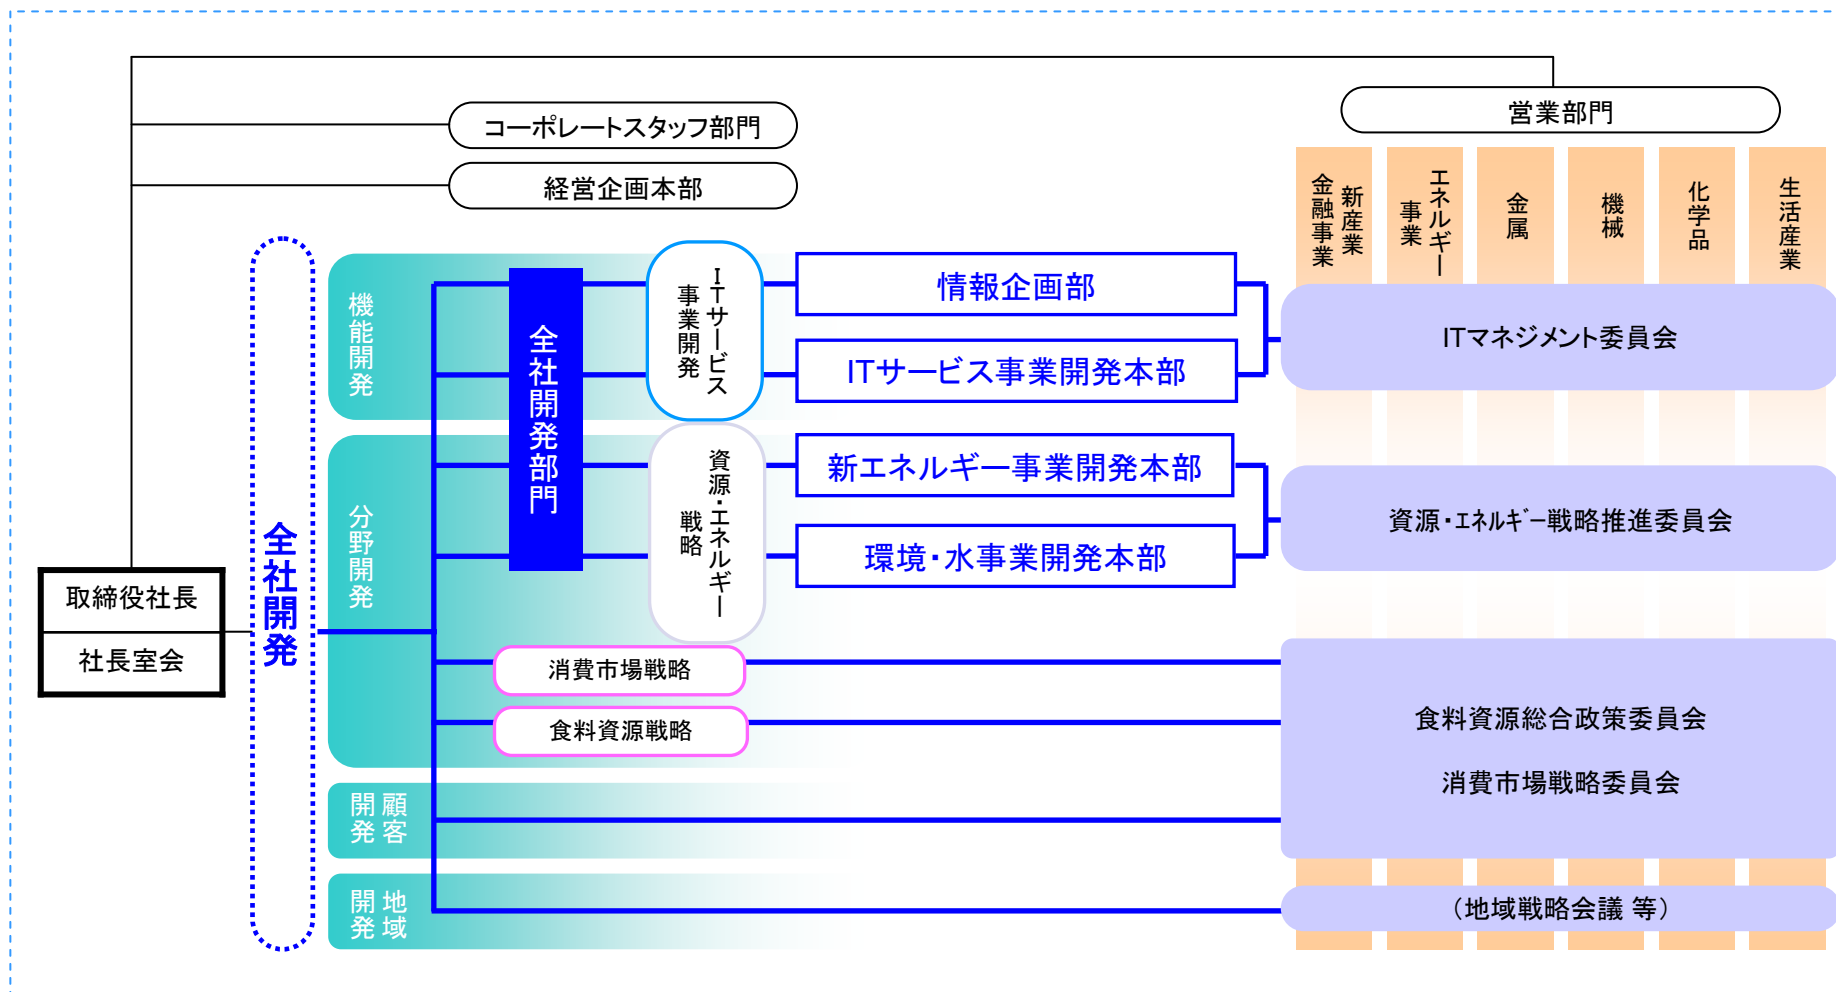 コーポレートスタッフ部門
経営企画本部
営業部門
新産業
金融事業
エネルギー
事業
金属
機械
化学品
生活産業
取締役社長
社長室会
全社開発
機能開発
分野開発
顧客
開発
地域
開発
全社開発部門
ITサービス
事業開発
資源・エネルギー
戦略
消費市場戦略
食料資源戦略
情報企画部
ITサービス事業開発本部
新エネルギー事業開発本部
環境・水事業開発本部
ITマネジメント委員会
資源・エネルギー戦略推進委員会
食料資源総合政策委員会
消費市場戦略委員会
(地域戦略会議 等)